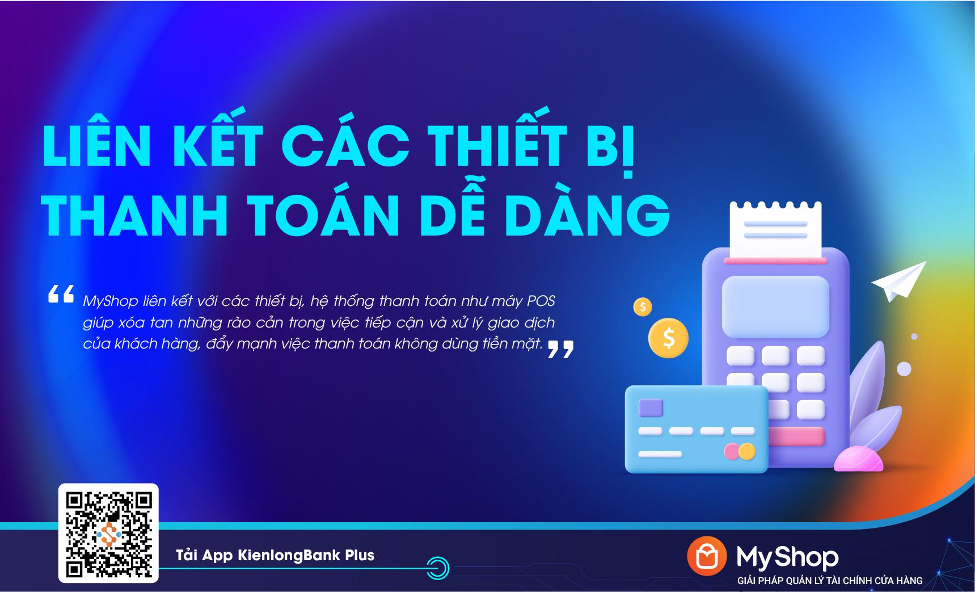 LIÊN KẾT CÁC THIẾT BỊ
THANH TOÁN DỄ DÀNG
“ MyShop liên kết với các thiết bị, hệ thống thanh toán như máy POS
giúp xóa tan những rào cản trong việc tiếp cận và xử lý giao dịch
của khách hàng, đẩy mạnh việc thanh toán không dùng tiền mặt. ”
$
$
Tải App KienlongBank Plus
MyShop
GIẢI PHÁP QUẢN LÝ TÀI CHÍNH CỬA HÀNG